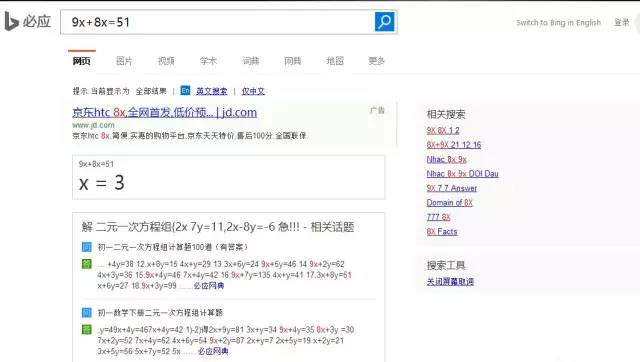 必应
9x+8x=51
Switch to Bing in English 登录
网页 图片 视频 学术 词典 网典 地图 更多
提示:当前显示为 全部结果 | En 英文搜索 | 仅中文
京东htc 8x,全网首发,低价预... | jd.com
广告
www.jd.com
京东htc 8x,简便,实惠的购物平台.京东天天特价,售后100分,全国联保.
9x+8x=51
x = 3
解 二元一次方程组(2x 7y=11,2x-8y=-6 急!!! - 相关话题
问 初一二元一次方程组计算题100道（有答案）
答 ... +4y=38 12.x+8y=15 4x+y=29 13.3x+6y=24 9x+5y=46 14.9x+2y=62
4x+3y=36 15.9x+4y=46 7x+4y=42 16.9x+7y=135 4x+y=41 17.3x+8y=51
x+6y=27 18.9x+3y=99 ...... 必应网典
问 初一数学下册二元一次方程组计算题
答 .y=49x+4y=467x+4y=42 1)-2)得2x+9y=81 3x+y=34 9x+4y=35 8x+3y =30
7x+2y=52 7x+4y=62 4x+6y=54 9x+2y=87 2x+y=7 2x+5y=19 x+2y=21
3x+5y=56 5x+7y=52 5x ...... 必应网典
相关搜索
9X 8X 1 2
8X+9X 21 12 16
Nhac 8x 9x
Nhac 8x 9x DOI Dau
9X 7 7 Answer
Domain of 8X
777 8X
8X Facts
搜索工具
关闭屏幕取词